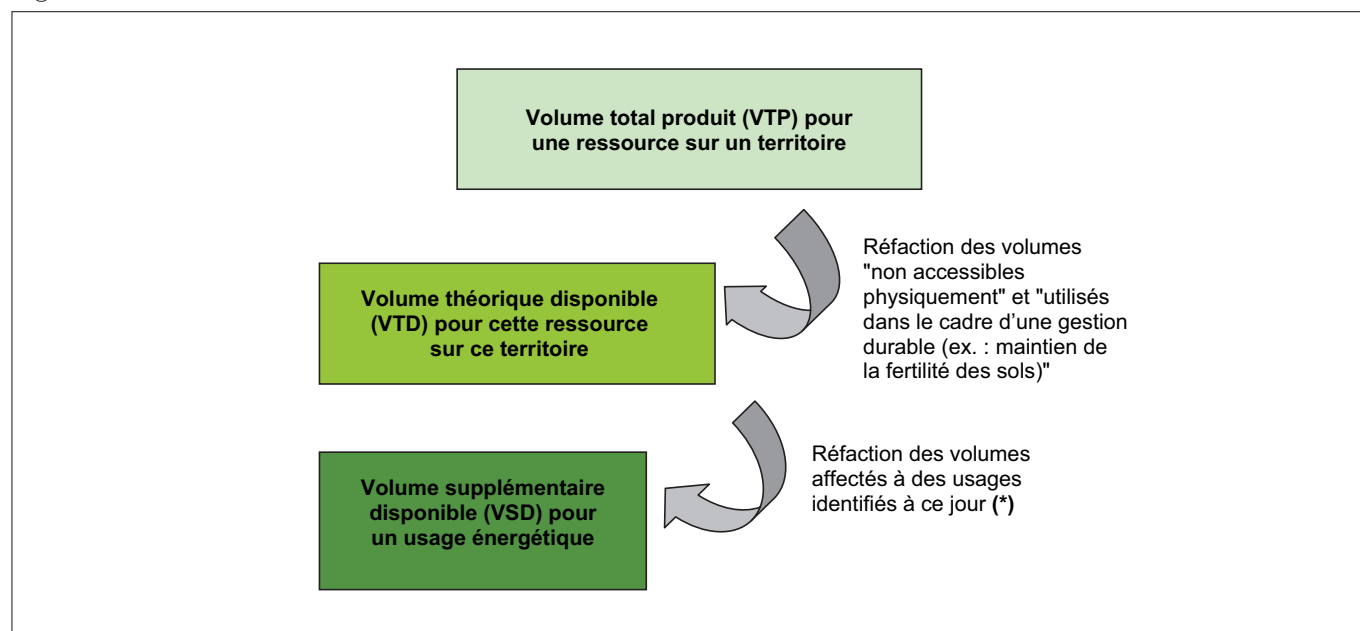 Volume total produit (VTP) pour
une ressource sur un territoire
Réfaction des volumes
"non accessibles
physiquement" et "utilisés
dans le cadre d'une gestion
durable (ex. : maintien de
la fertilité des sols)"
Volume théorique disponible
(VTD) pour cette ressource
sur ce territoire
Réfaction des volumes
affectés à des usages
identifiés à ce jour (*)
Volume supplémentaire
disponible (VSD) pour
un usage énergétique